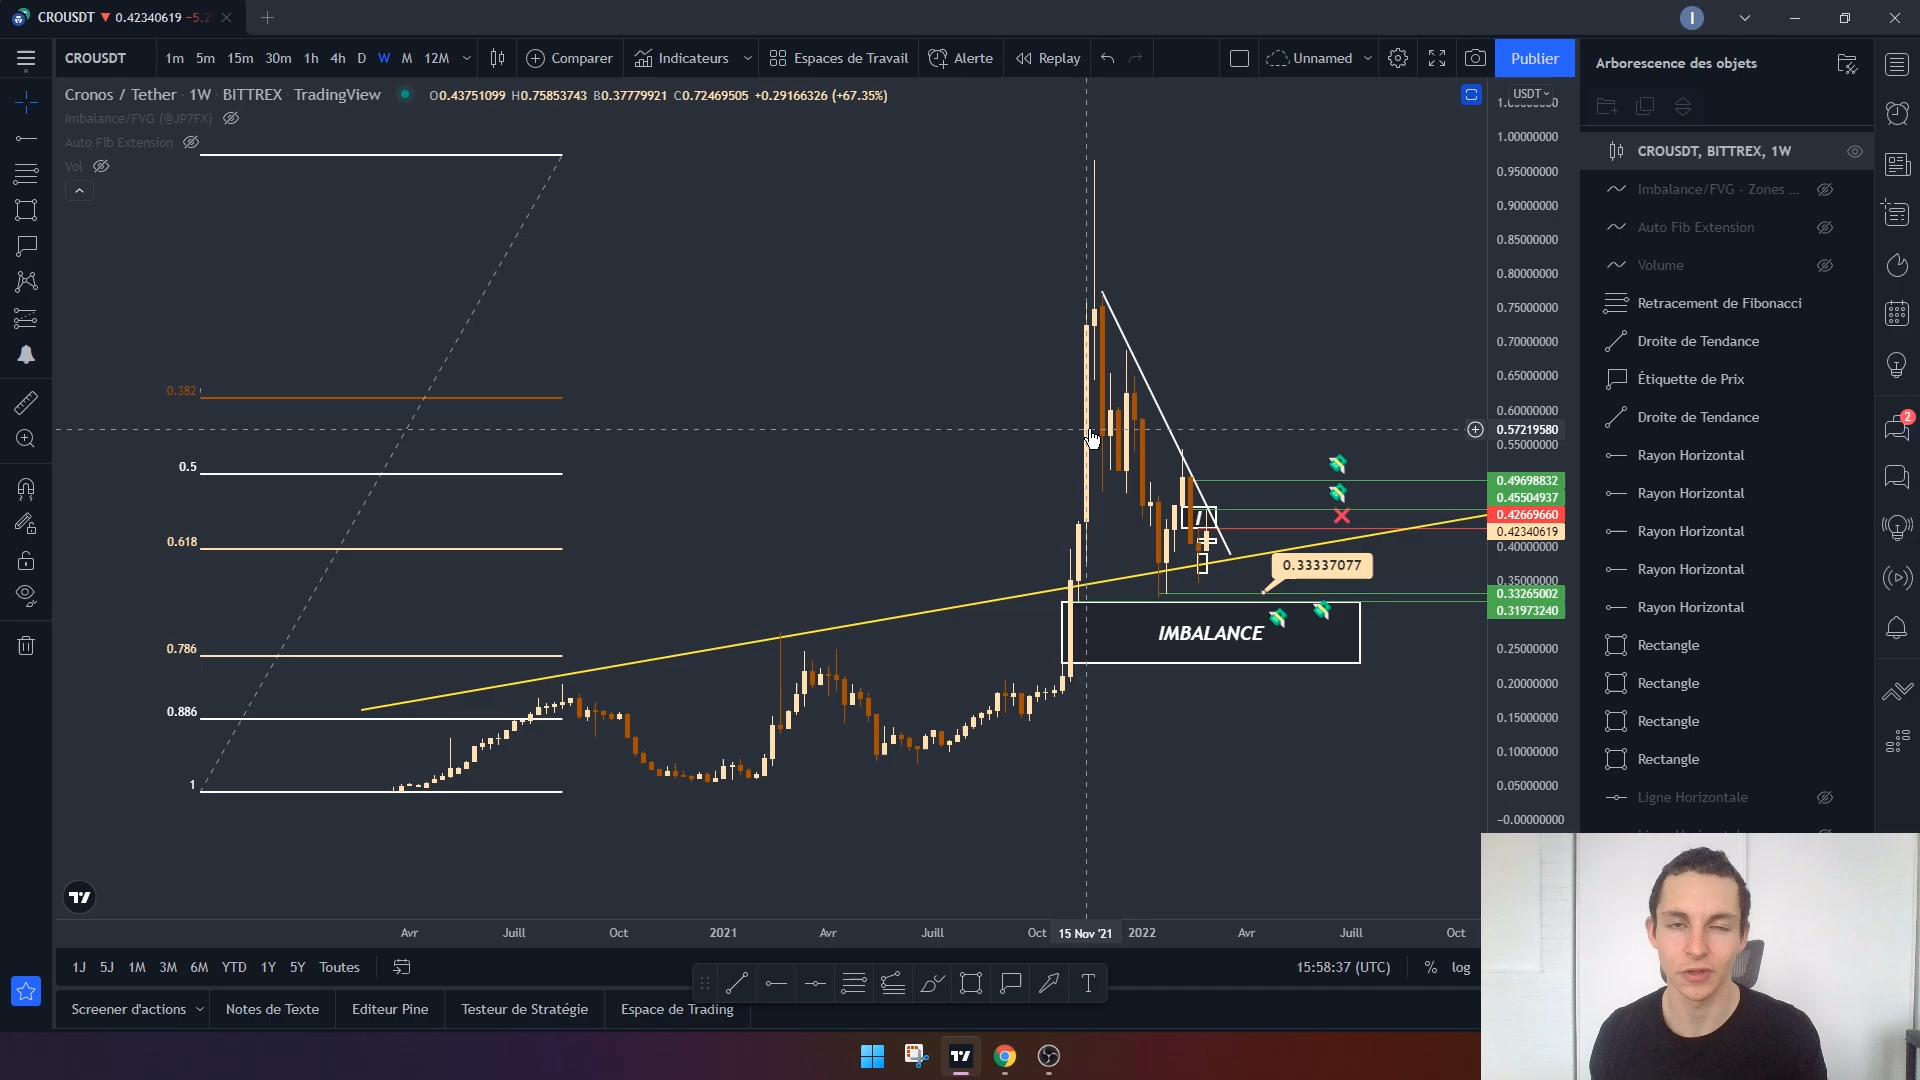 CROUSDT ▼ 0.42340619 −5.2
I
CROUSDT
1m 5m 15m 30m 1h 4h D W M 12M
Comparer
Indicateurs
Espaces de Travail
Alerte
Replay
Unnamed
Publier
Arborescence des objets
Cronos / Tether · 1W · BITTREX · TradingView
O0.43751099 H0.75853743 B0.37779921 C0.72469505 +0.29166326 (+67.35%)
Imbalance/FVG (@JP7FX)
Auto Fib Extension
Vol
USDT
1.00000000
0.95000000
0.90000000
0.85000000
0.80000000
0.75000000
0.70000000
0.65000000
0.60000000
0.57219580
0.55000000
0.49698832
0.45504937
0.42669660
0.42340619
0.40000000
0.35000000
0.33265002
0.31973240
0.25000000
0.20000000
0.15000000
0.10000000
0.05000000
−0.00000000
0.382
0.5
0.618
0.786
0.886
1
0.33337077
IMBALANCE
CROUSDT, BITTREX, 1W
Imbalance/FVG - Zones ...
Auto Fib Extension
Volume
Retracement de Fibonacci
Droite de Tendance
Étiquette de Prix
Droite de Tendance
Rayon Horizontal
Rayon Horizontal
Rayon Horizontal
Rayon Horizontal
Rayon Horizontal
Rectangle
Rectangle
Rectangle
Rectangle
Ligne Horizontale
2
Avr Juill Oct 2021 Avr Juill Oct 15 Nov '21 2022 Avr Juill Oct
1J 5J 1M 3M 6M YTD 1Y 5Y Toutes
15:58:37 (UTC) % log
T
Screener d'actions
Notes de Texte
Editeur Pine
Testeur de Stratégie
Espace de Trading